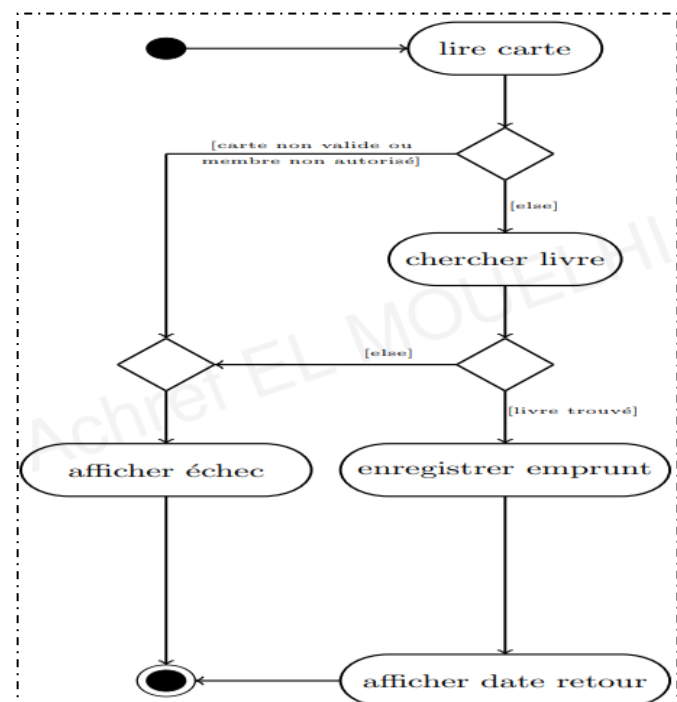 lire carte
[carte non valide ou
membre non autorisé]
[else]
chercher livre
[else]
[livre trouvé]
afficher échec
enregistrer emprunt
afficher date retour
Achref EL MOUELHI